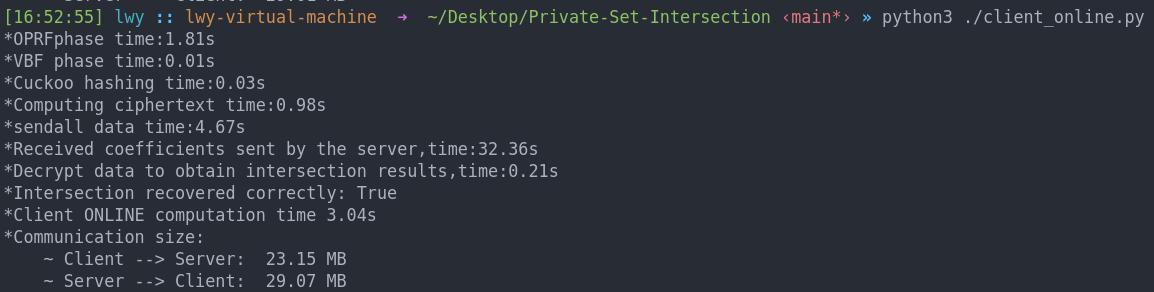 [16:52:55] lwy :: lwy-virtual-machine ➜ ~/Desktop/Private-Set-Intersection ‹main*› » python3 ./client_online.py
*OPRFphase time:1.81s
*VBF phase time:0.01s
*Cuckoo hashing time:0.03s
*Computing ciphertext time:0.98s
*sendall data time:4.67s
*Received coefficients sent by the server,time:32.36s
*Decrypt data to obtain intersection results,time:0.21s
*Intersection recovered correctly: True
*Client ONLINE computation time 3.04s
*Communication size:
~ Client --> Server:  23.15 MB
~ Server --> Client:  29.07 MB